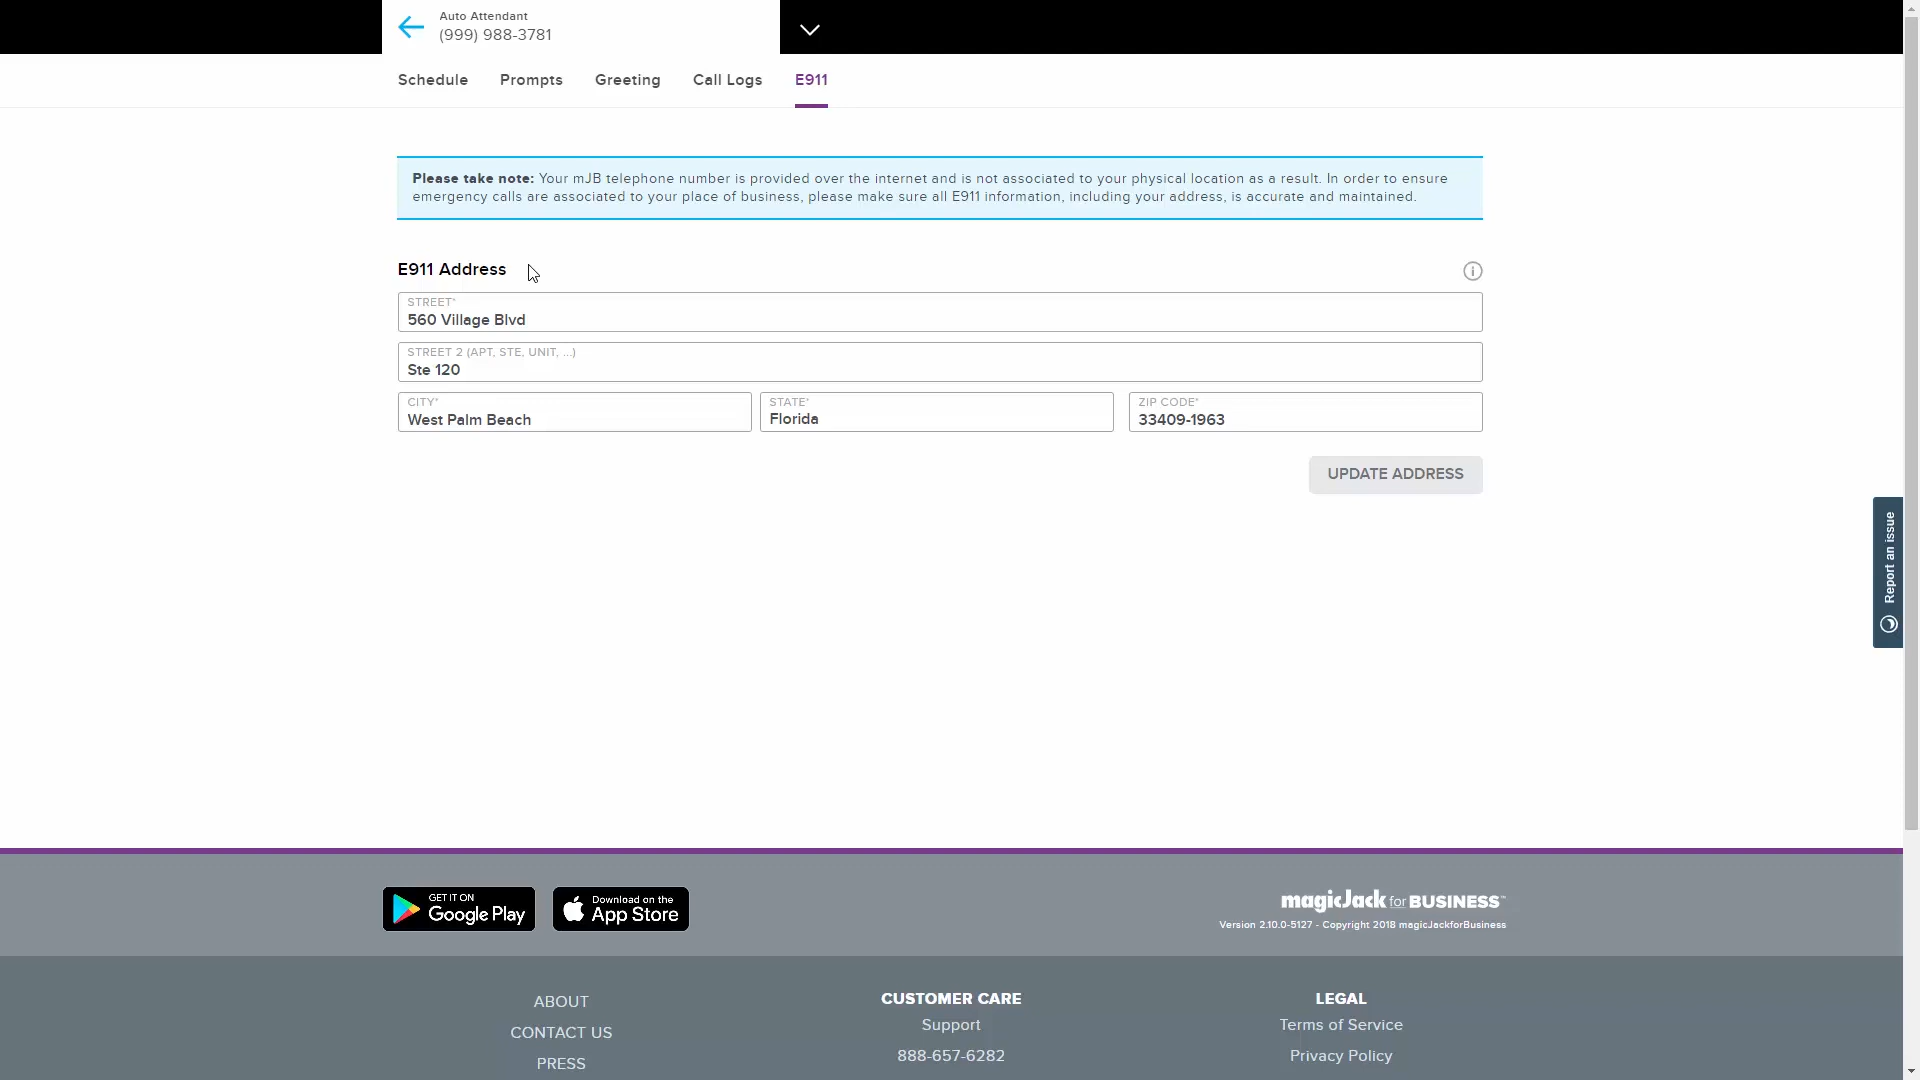 Auto Attendant
(999) 988-3781
Schedule Prompts Greeting Call Logs E911
Please take note: Your mJB telephone number is provided over the internet and is not associated to your physical location as a result. In order to ensure
emergency calls are associated to your place of business, please make sure all E911 information, including your address, is accurate and maintained.
E911 Address
STREET*
560 Village Blvd
STREET 2 (APT, STE, UNIT, ...)
Ste 120
CITY* STATE* ZIP CODE*
West Palm Beach Florida 33409-1963
UPDATE ADDRESS
Report an issue
GET IT ON
Google Play
Download on the
App Store
magicJack for BUSINESS™
Version 2.10.0-5127 - Copyright 2018 magicJackforBusiness
ABOUT
CONTACT US
PRESS
CUSTOMER CARE
Support
888-657-6282
LEGAL
Terms of Service
Privacy Policy